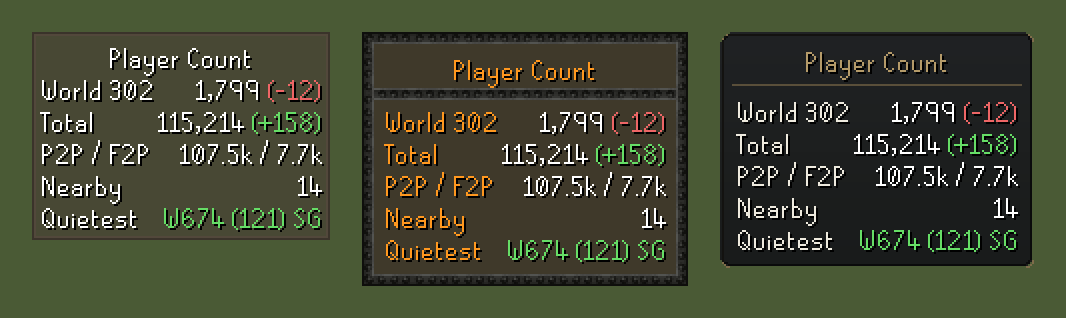 Player Count
World 302 1,799 (-12)
Total 115,214 (+158)
P2P / F2P 107.5k / 7.7k
Nearby 14
Quietest W674 (121) SG
Player Count
World 302 1,799 (-12)
Total 115,214 (+158)
P2P / F2P 107.5k / 7.7k
Nearby 14
Quietest W674 (121) SG
Player Count
World 302 1,799 (-12)
Total 115,214 (+158)
P2P / F2P 107.5k / 7.7k
Nearby 14
Quietest W674 (121) SG